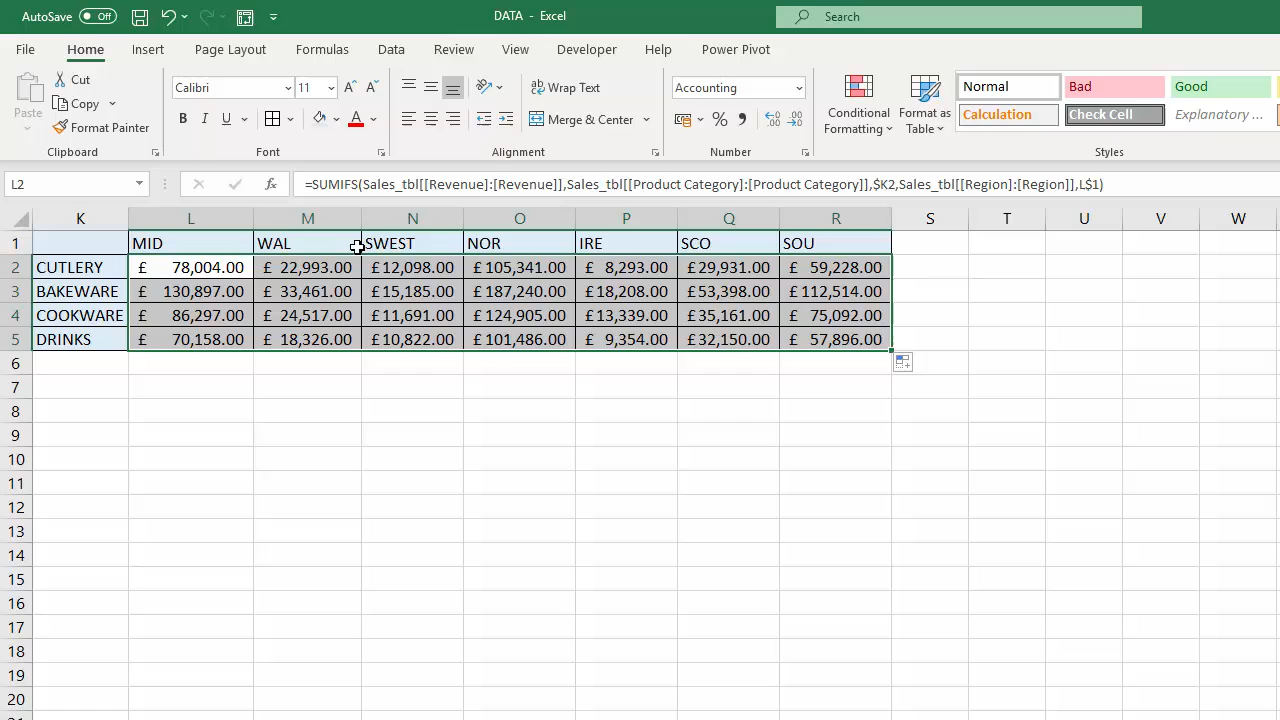 AutoSave Off DATA - Excel Search
File Home Insert Page Layout Formulas Data Review View Developer Help Power Pivot
Paste Cut Copy Format Painter
Clipboard
Calibri 11 A A
B I U A
Font
ab Wrap Text
Merge & Center
Alignment
Accounting
% , .00
Number
Conditional Formatting
Format as Table
Normal Bad Good
Calculation Check Cell Explanatory ...
Styles
L2 fx =SUMIFS(Sales_tbl[[Revenue]:[Revenue]],Sales_tbl[[Product Category]:[Product Category]],$K2,Sales_tbl[[Region]:[Region]],L$1)
K L M N O P Q R S T U V W
1 MID WAL SWEST NOR IRE SCO SOU
2 CUTLERY £ 78,004.00 £ 22,993.00 £ 12,098.00 £ 105,341.00 £ 8,293.00 £ 29,931.00 £ 59,228.00
3 BAKEWARE £ 130,897.00 £ 33,461.00 £ 15,185.00 £ 187,240.00 £ 18,208.00 £ 53,398.00 £ 112,514.00
4 COOKWARE £ 86,297.00 £ 24,517.00 £ 11,691.00 £ 124,905.00 £ 13,339.00 £ 35,161.00 £ 75,092.00
5 DRINKS £ 70,158.00 £ 18,326.00 £ 10,822.00 £ 101,486.00 £ 9,354.00 £ 32,150.00 £ 57,896.00
6
7
8
9
10
11
12
13
14
15
16
17
18
19
20